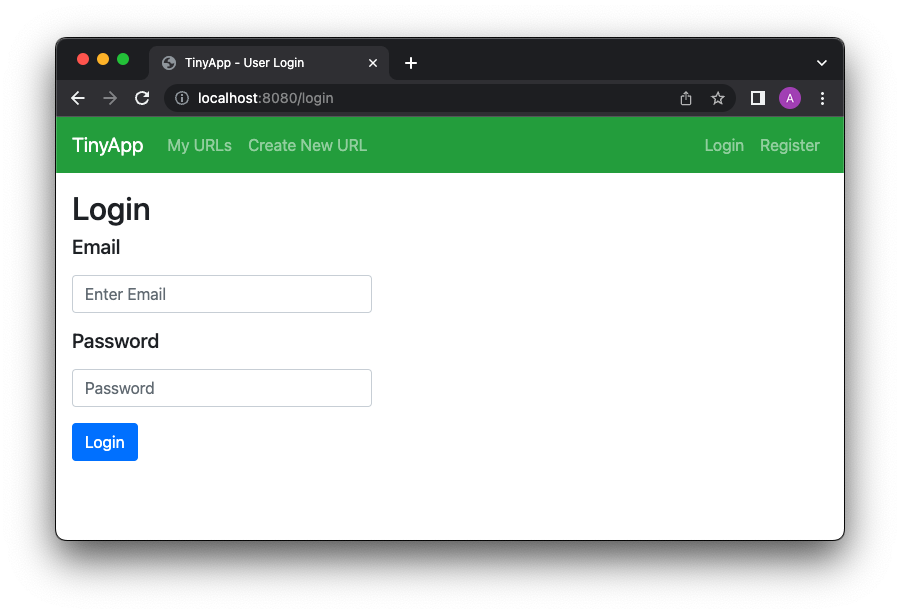 TinyApp - User Login
localhost:8080/login
A
TinyApp My URLs Create New URL Login Register
Login
Email
Enter Email
Password
Password
Login